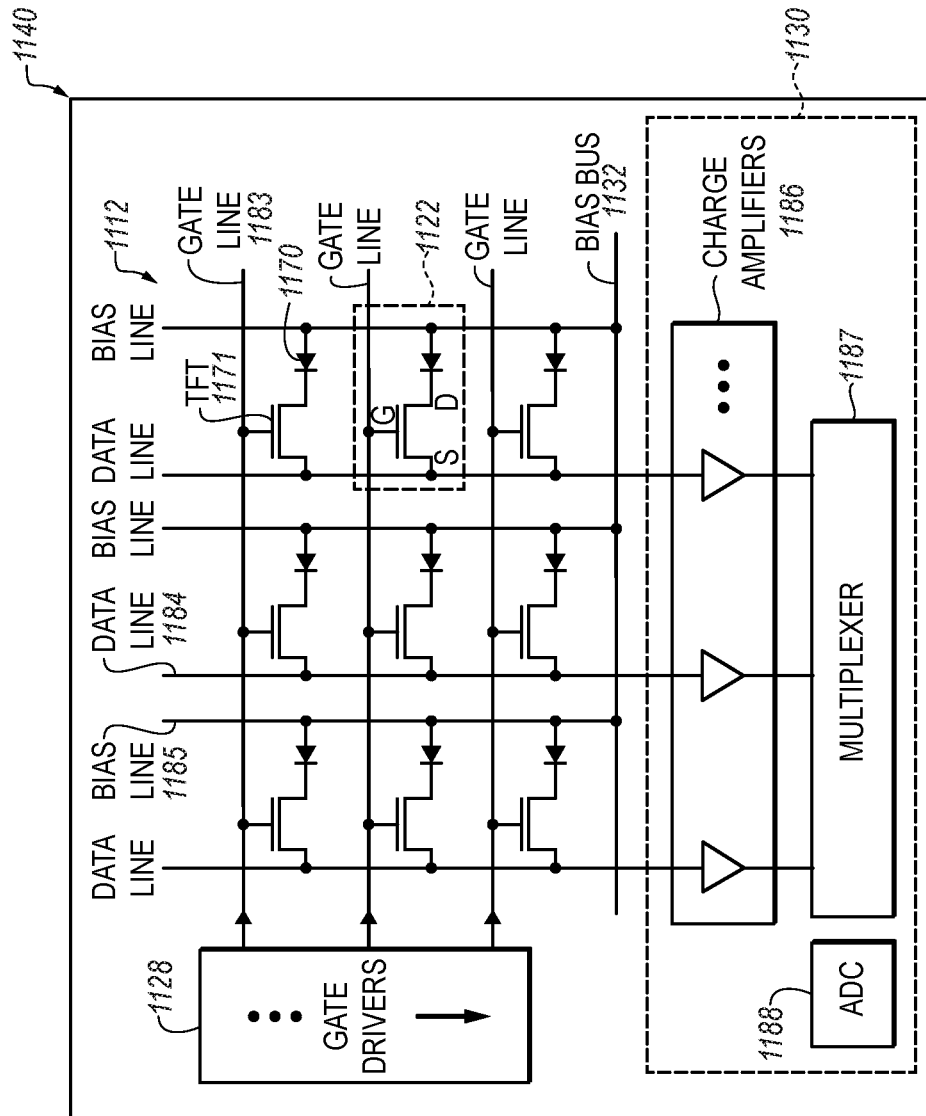 1140
1112
DATA
LINE
BIAS
LINE
1185
DATA
LINE
1184
BIAS
LINE
DATA
LINE
BIAS
LINE
TFT
1171
GATE
LINE
1183
1170
GATE
LINE
1122
G
S
D
GATE
LINE
BIAS BUS
1132
1128
GATE
DRIVERS
1130
CHARGE
AMPLIFIERS
1186
1187
MULTIPLEXER
1188
ADC